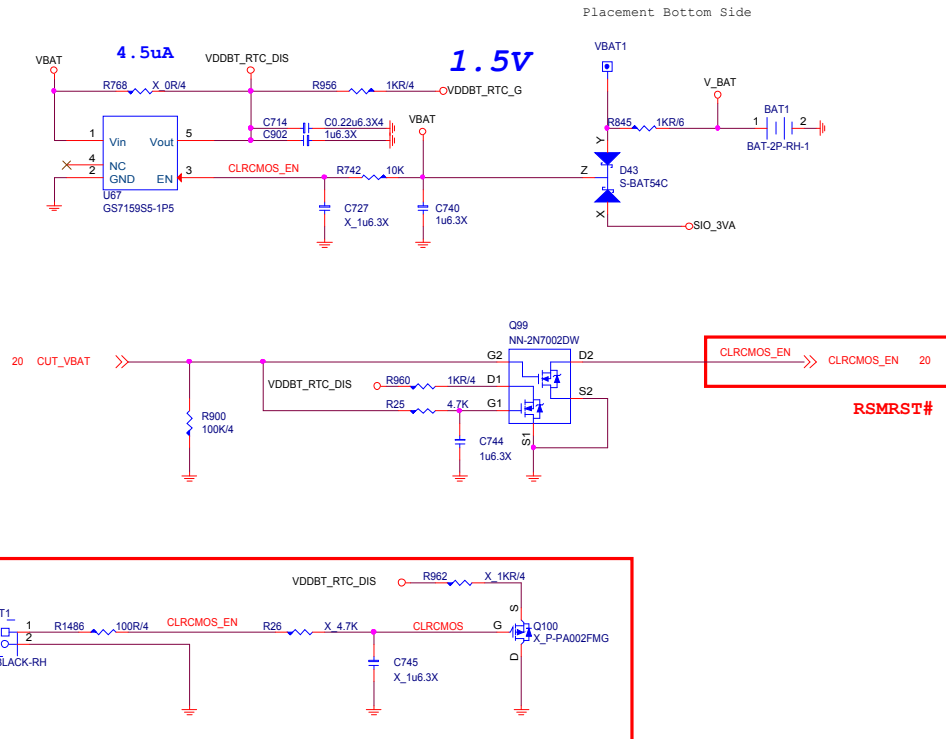 Placement Bottom Side
4.5uA
1.5V
VBAT
VDDBT_RTC_DIS
VBAT1
V_BAT
R768
X_0R/4
R956
1KR/4
VDDBT_RTC_G
BAT1
C714
C0.22u6.3X4
VBAT
R845
1KR/6
1
2
BAT-2P-RH-1
C902
1u6.3X
1
Vin
Vout
5
Y
4
NC
CLRCMOS_EN
R742
10K
Z
D43
S-BAT54C
2
GND
EN
3
U67
GS7159S5-1P5
C727
X_1u6.3X
C740
1u6.3X
X
SIO_3VA
Q99
NN-2N7002DW
20
CUT_VBAT
G2
D2
CLRCMOS_EN
CLRCMOS_EN
20
VDDBT_RTC_DIS
R960
1KR/4
D1
R25
4.7K
G1
S2
RSMRST#
R900
100K/4
C744
1u6.3X
S1
VDDBT_RTC_DIS
R962
X_1KR/4
T1
1
R1486
100R/4
CLRCMOS_EN
R26
X_4.7K
CLRCMOS
S
G
Q100
X_P-PA002FMG
2
LACK-RH
D
C745
X_1u6.3X